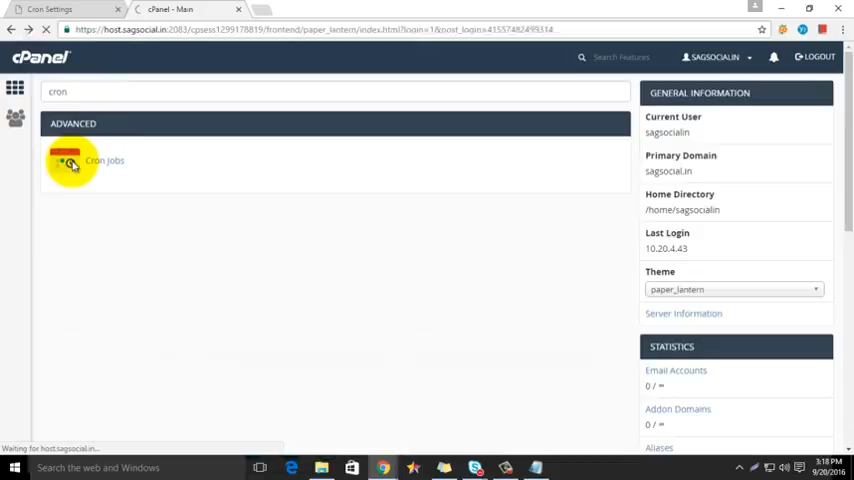 Cron Settings
cPanel - Main
https://host.sagsocial.in:2083/cpsess1299178819/frontend/paper_lantern/index.html?login=1&post_login=41557482499314...
cPanel
Search Features
SAGSOCIALIN
LOGOUT
cron
ADVANCED
Cron Jobs
GENERAL INFORMATION
Current User
sagsocialin
Primary Domain
sagsocial.in
Home Directory
/home/sagsocialin
Last Login
10.20.4.43
Theme
paper_lantern
Server Information
STATISTICS
Email Accounts
0 / ∞
Addon Domains
0 / ∞
Aliases
Waiting for host.sagsocial.in...
Search the web and Windows
3:18 PM
9/20/2016